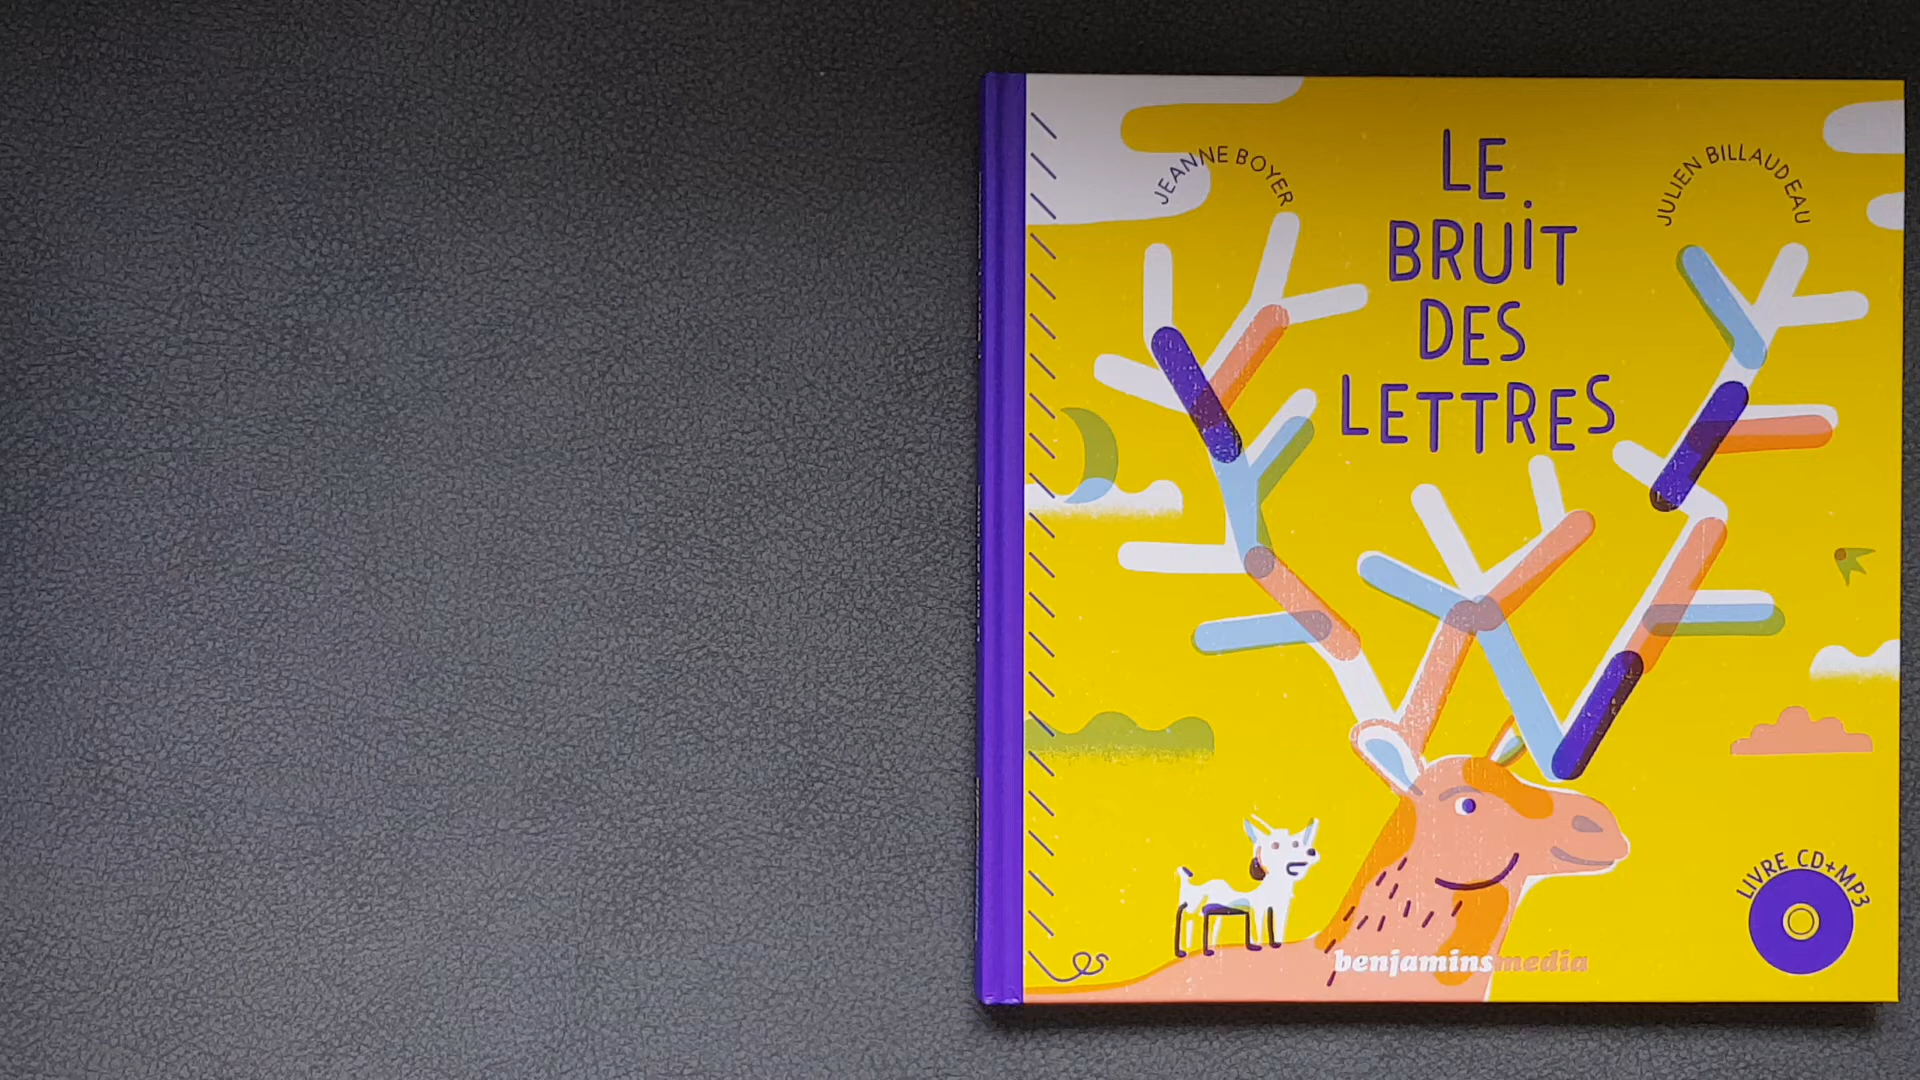 JEANNE BOYER
LE
BRUIT
DES
LETTRES
JULIEN BILLAUDEAU
LIVRE CD+MP3
benjaminsmedia